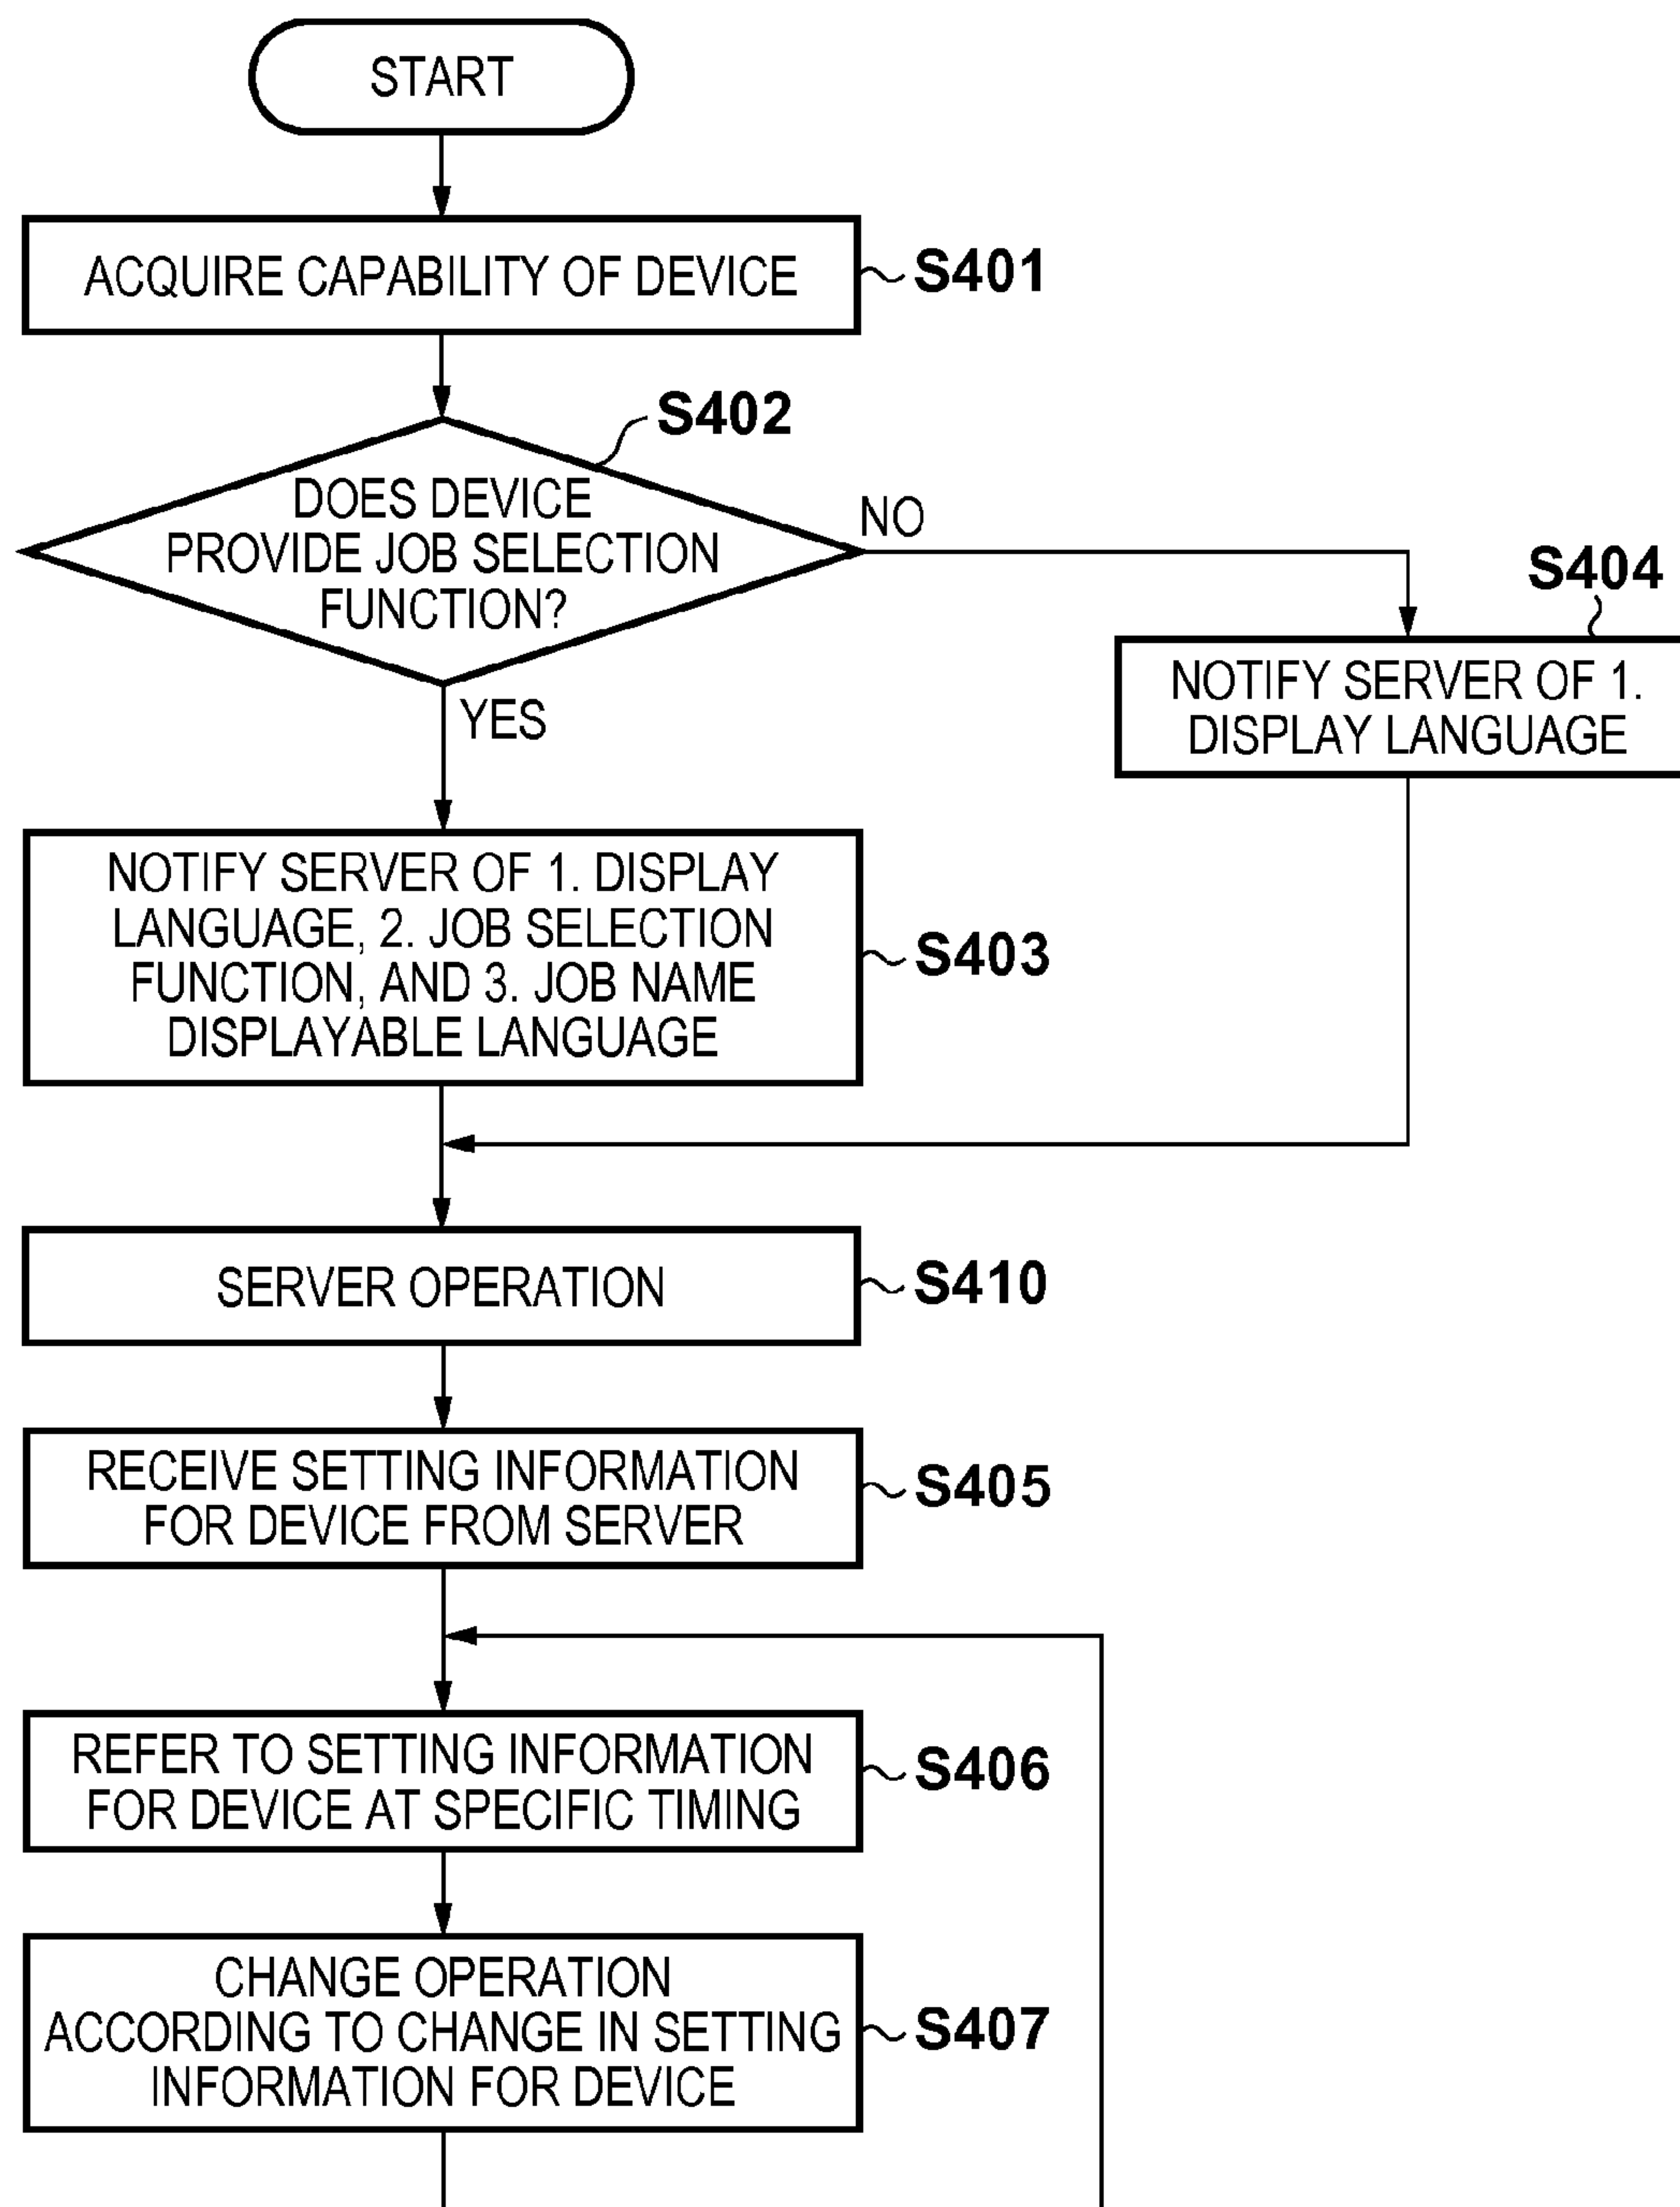 START
ACQUIRE CAPABILITY OF DEVICE
S401
S402
DOES DEVICE
PROVIDE JOB SELECTION
FUNCTION?
NO
YES
S404
NOTIFY SERVER OF 1.
DISPLAY LANGUAGE
NOTIFY SERVER OF 1. DISPLAY
LANGUAGE, 2. JOB SELECTION
FUNCTION, AND 3. JOB NAME
DISPLAYABLE LANGUAGE
S403
SERVER OPERATION
S410
RECEIVE SETTING INFORMATION
FOR DEVICE FROM SERVER
S405
REFER TO SETTING INFORMATION
FOR DEVICE AT SPECIFIC TIMING
S406
CHANGE OPERATION
ACCORDING TO CHANGE IN SETTING
INFORMATION FOR DEVICE
S407